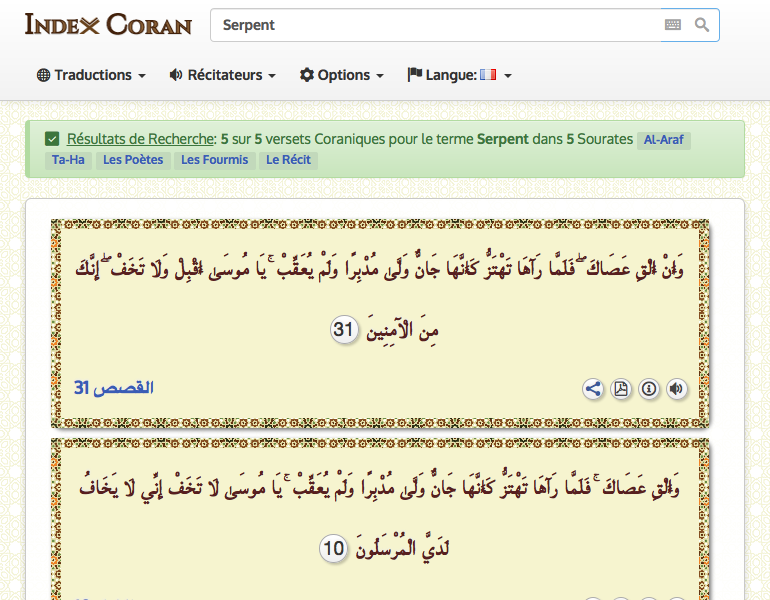 Index Coran
Serpent
Traductions Récitateurs Options Langue:
Résultats de Recherche: 5 sur 5 versets Coraniques pour le terme Serpent dans 5 Sourates Al-Araf
Ta-Ha Les Poètes Les Fourmis Le Récit
وَأَنْ أَلْقِ عَصَاكَ ۖ فَلَمَّا رَآهَا تَهْتَزُّ كَأَنَّهَا جَانٌّ وَلَّىٰ مُدْبِرًا وَلَمْ يُعَقِّبْ ۚ يَا مُوسَىٰ أَقْبِلْ وَلَا تَخَفْ ۖ إِنَّكَ
مِنَ الْآمِنِينَ 31
القصص 31
وَأَلْقِ عَصَاكَ ۚ فَلَمَّا رَآهَا تَهْتَزُّ كَأَنَّهَا جَانٌّ وَلَّىٰ مُدْبِرًا وَلَمْ يُعَقِّبْ ۚ يَا مُوسَىٰ لَا تَخَفْ إِنِّي لَا يَخَافُ
لَدَيَّ الْمُرْسَلُونَ 10